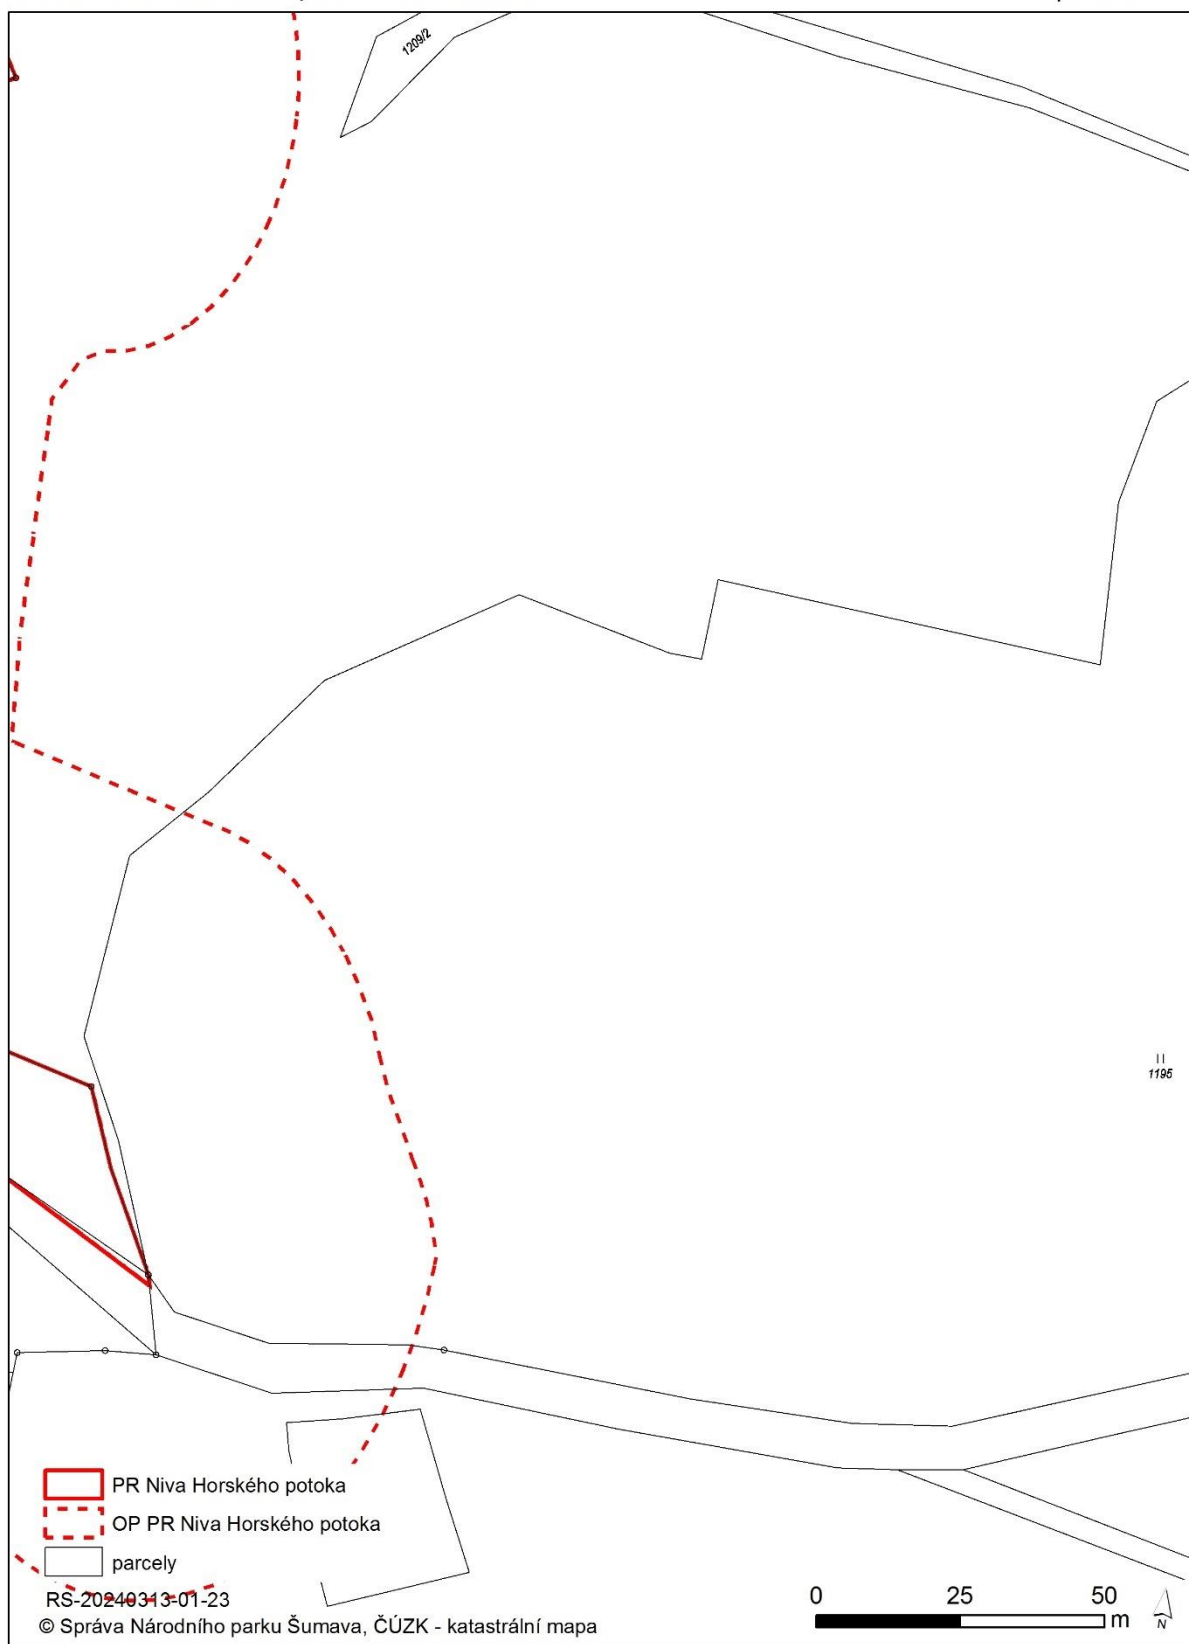 1209/2
1195
PR Niva Horského potoka
OP PR Niva Horského potoka
parcely
RS-20240313-01-23
© Správa Národního parku Šumava, ČÚZK - katastrální mapa
0 25 50
m
N